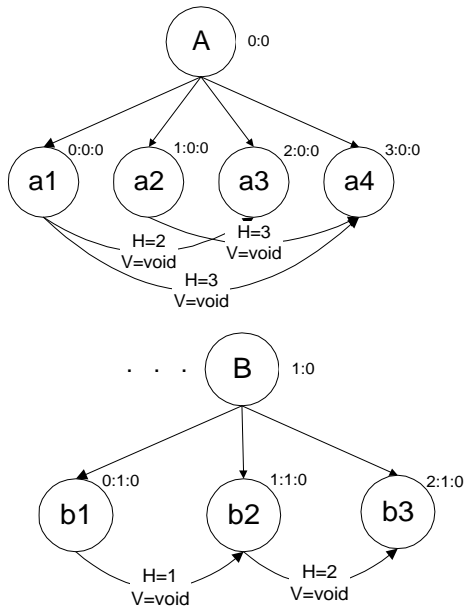 A 0:0
0:0:0 1:0:0 2:0:0 3:0:0
a1 a2 a3 a4
H=2 H=3
V=void V=void
H=3
V=void
. . . B 1:0
0:1:0 1:1:0 2:1:0
b1 b2 b3
H=1 H=2
V=void V=void